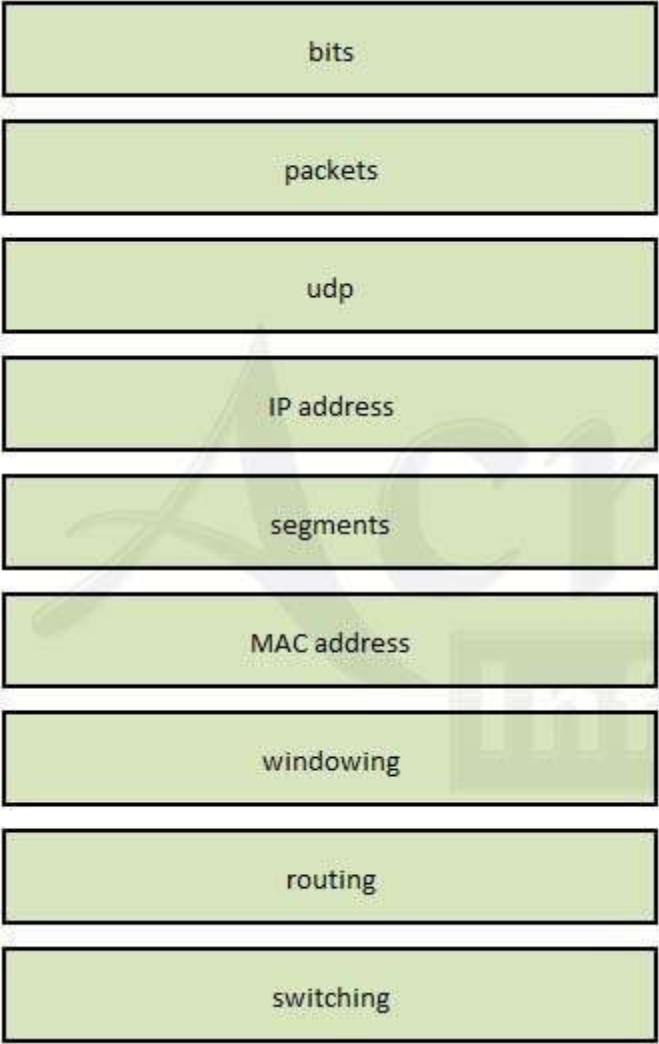 bits
packets
udp
IP address
segments
MAC address
windowing
routing
switching